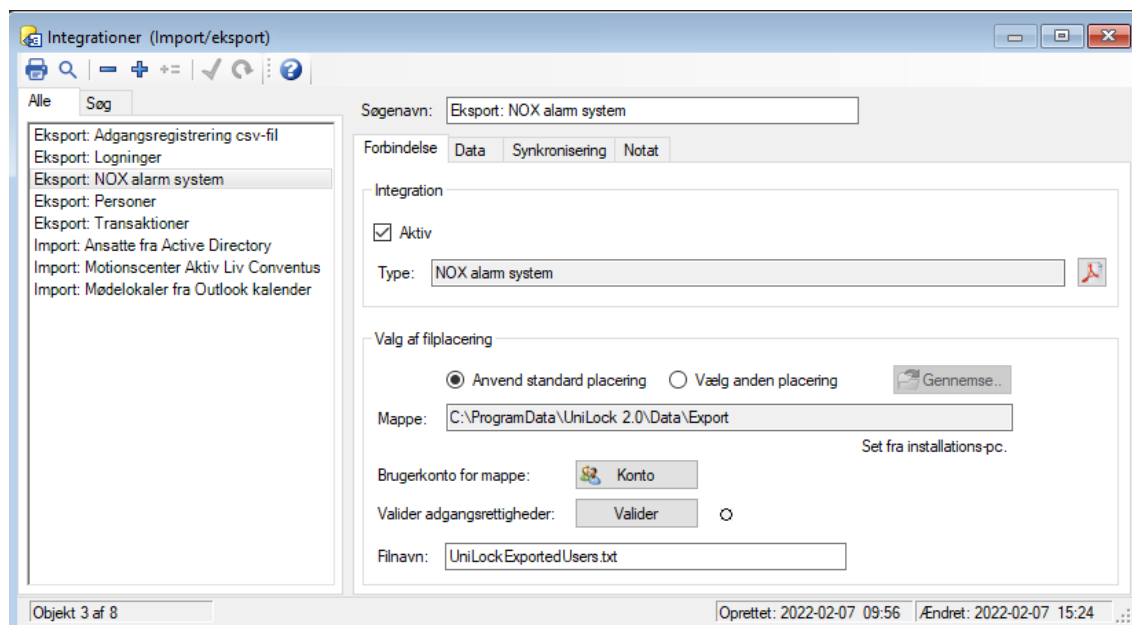 Integrationer (Import/eksport)
Alle
Søg
Eksport: Adgangsregistrering csv-fil
Eksport: Logninger
Eksport: NOX alarm system
Eksport: Personer
Eksport: Transaktioner
Import: Ansatte fra Active Directory
Import: Motionscenter Aktiv Liv Conventus
Import: Mødelokaler fra Outlook kalender
Søgenavn: Eksport: NOX alarm system
Forbindelse Data Synkronisering Notat
Integration
Aktiv
Type: NOX alarm system
Valg af filplacering
Anvend standard placering Vælg anden placering Gennemse..
Mappe: C:\ProgramData\UniLock 2.0\Data\Export
Set fra installations-pc.
Brugerkonto for mappe: Konto
Valider adgangsrettigheder: Valider
Filnavn: UniLockExportedUsers.txt
Objekt 3 af 8
Oprettet: 2022-02-07 09:56 Ændret: 2022-02-07 15:24